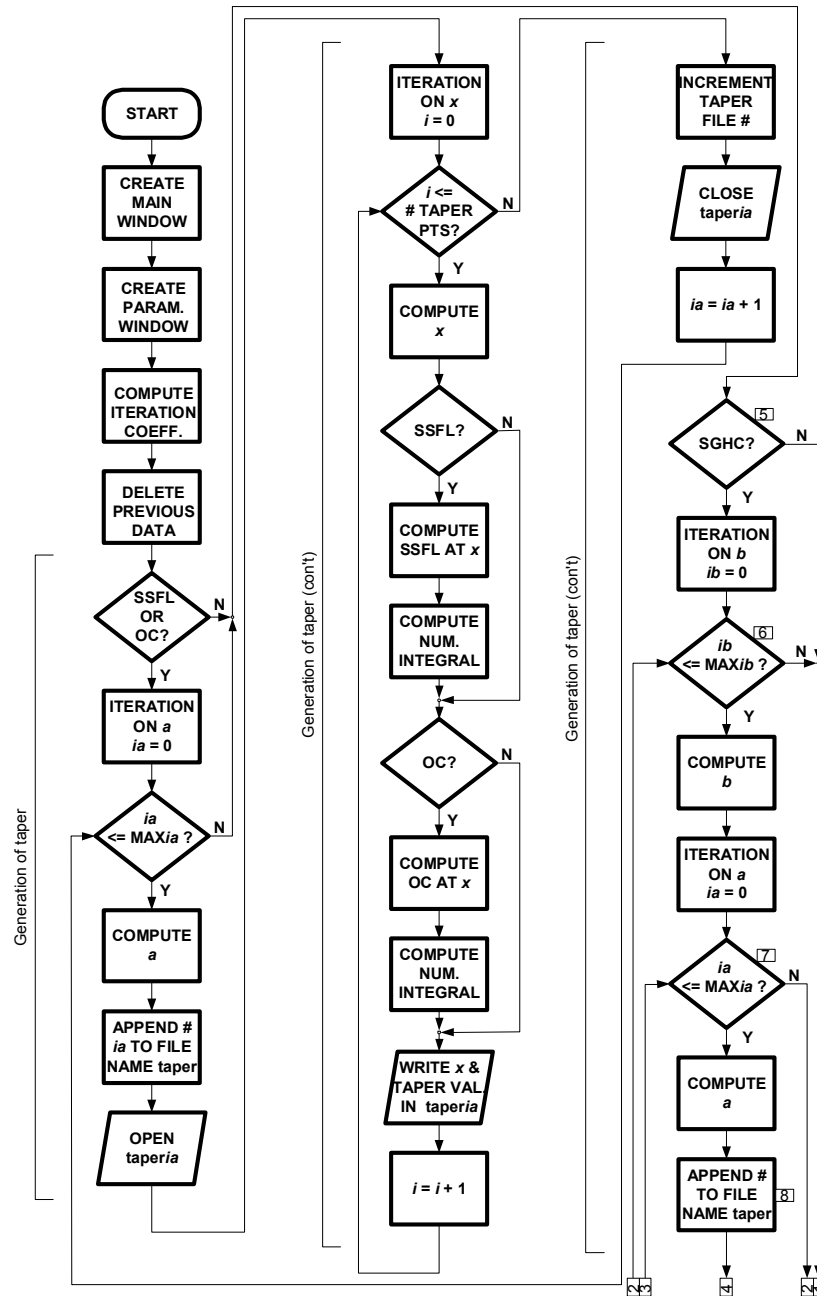 START
CREATE
MAIN
WINDOW
CREATE
PARAM.
WINDOW
COMPUTE
ITERATION
COEFF.
DELETE
PREVIOUS
DATA
SSFL
OR
OC?
N
Y
ITERATION
ON a
ia = 0
ia
<= MAXia ?
N
Y
COMPUTE
a
APPEND #
ia TO FILE
NAME taper
OPEN
taperia
Generation of taper
ITERATION
ON x
i = 0
i <=
# TAPER
PTS?
N
Y
COMPUTE
x
SSFL?
N
Y
COMPUTE
SSFL AT x
COMPUTE
NUM.
INTEGRAL
OC?
N
Y
COMPUTE
OC AT x
COMPUTE
NUM.
INTEGRAL
WRITE x &
TAPER VAL.
IN taperia
i = i + 1
Generation of taper (con't)
INCREMENT
TAPER
FILE #
CLOSE
taperia
ia = ia + 1
Generation of taper (con't)
5
SGHC?
N
Y
ITERATION
ON b
ib = 0
6
ib
<= MAXib ?
N
Y
COMPUTE
b
ITERATION
ON a
ia = 0
7
ia
<= MAXia ?
N
Y
COMPUTE
a
APPEND #
TO FILE
NAME taper
8
2
3
4
2